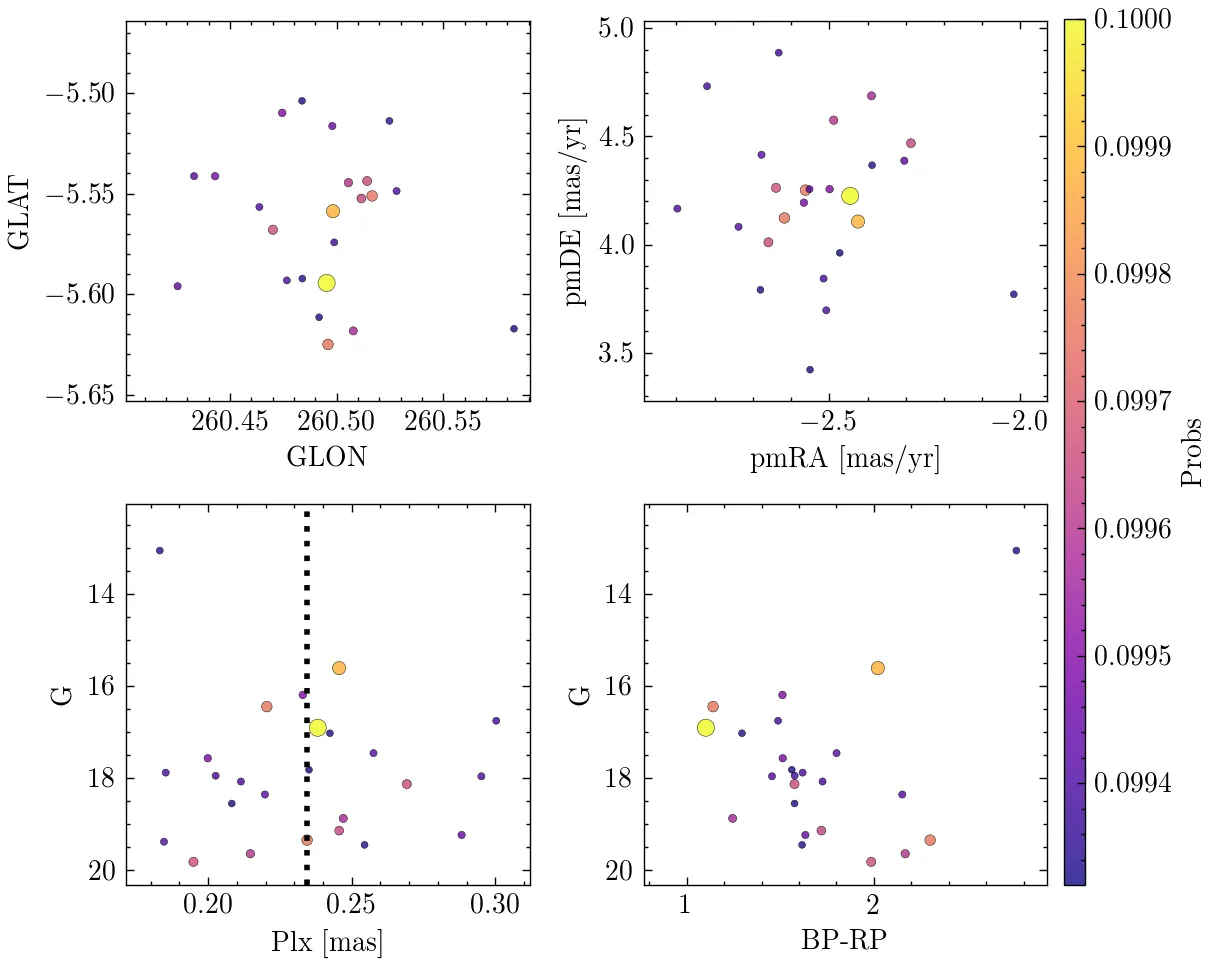 −5.50
−5.55
−5.60
−5.65
GLAT
260.45 260.50 260.55
GLON
5.0
4.5
4.0
3.5
pmDE [mas/yr]
−2.5 −2.0
pmRA [mas/yr]
14
16
18
20
G
0.20 0.25 0.30
Plx [mas]
14
16
18
20
G
1 2
BP-RP
0.1000
0.0999
0.0998
0.0997
0.0996
0.0995
0.0994
Probs